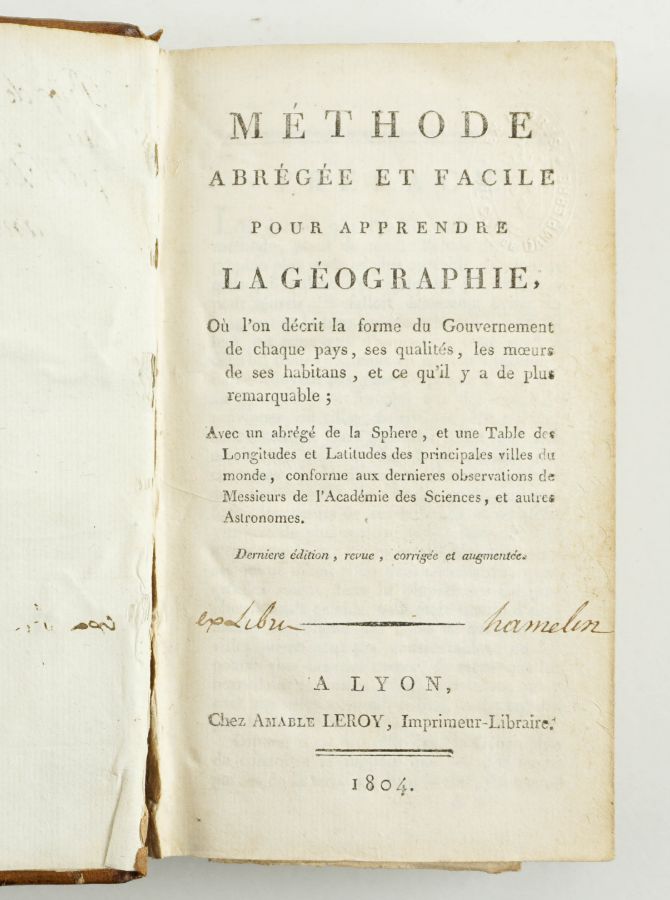 MÉTHODE
ABRÉGÉE ET FACILE
POUR APPRENDRE
LA GÉOGRAPHIE,
Où l'on décrit la forme du Gouvernement
de chaque pays, ses qualités, les mœurs
de ses habitans, et ce qu'il y a de plus
remarquable ;
Avec un abrégé de la Sphere, et une Table des
Longitudes et Latitudes des principales villes du
monde, conforme aux dernieres observations de
Messieurs de l'Académie des Sciences, et autres
Astronomes.
Derniere édition, revue, corrigée et augmentée.
ex Libris hamelin
A LYON,
Chez AMABLE LEROY, Imprimeur-Libraire.
1804.